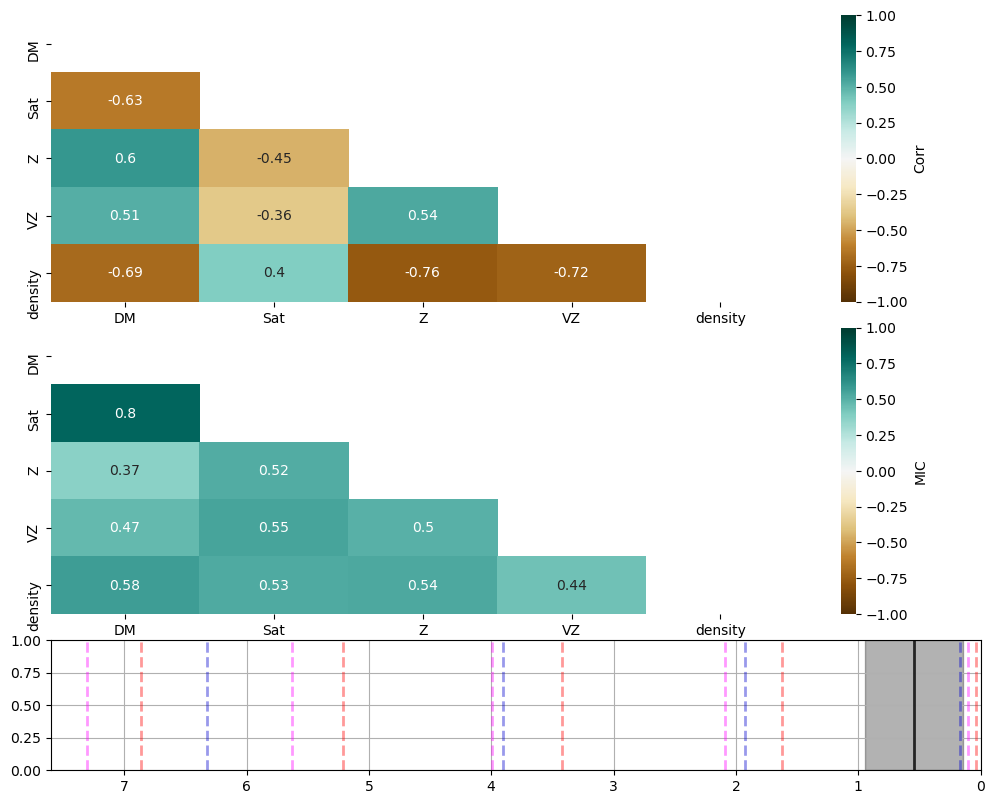 DM
Sat
Z
VZ
density
-0.63
0.6 -0.45
0.51 -0.36 0.54
-0.69 0.4 -0.76 -0.72
DM Sat Z VZ density
1.00
0.75
0.50
0.25
0.00
−0.25
−0.50
−0.75
−1.00
Corr
DM
Sat
Z
VZ
density
0.8
0.37 0.52
0.47 0.55 0.5
0.58 0.53 0.54 0.44
DM Sat Z VZ density
1.00
0.75
0.50
0.25
0.00
−0.25
−0.50
−0.75
−1.00
MIC
1.00
0.75
0.50
0.25
0.00
7 6 5 4 3 2 1 0